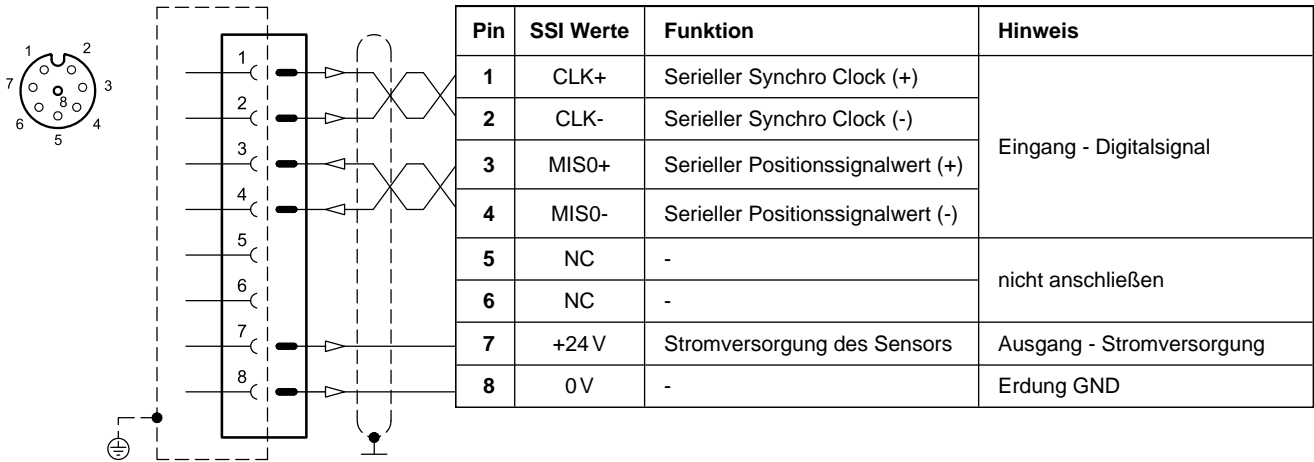 1 2
7 3
8
6 4
5
1
2
3
4
5
6
7
8
Pin SSI Werte Funktion Hinweis
1 CLK+ Serieller Synchro Clock (+)
2 CLK- Serieller Synchro Clock (-)
Eingang - Digitalsignal
3 MIS0+ Serieller Positionssignalwert (+)
4 MIS0- Serieller Positionssignalwert (-)
5 NC -
nicht anschließen
6 NC -
7 +24 V Stromversorgung des Sensors Ausgang - Stromversorgung
8 0 V - Erdung GND